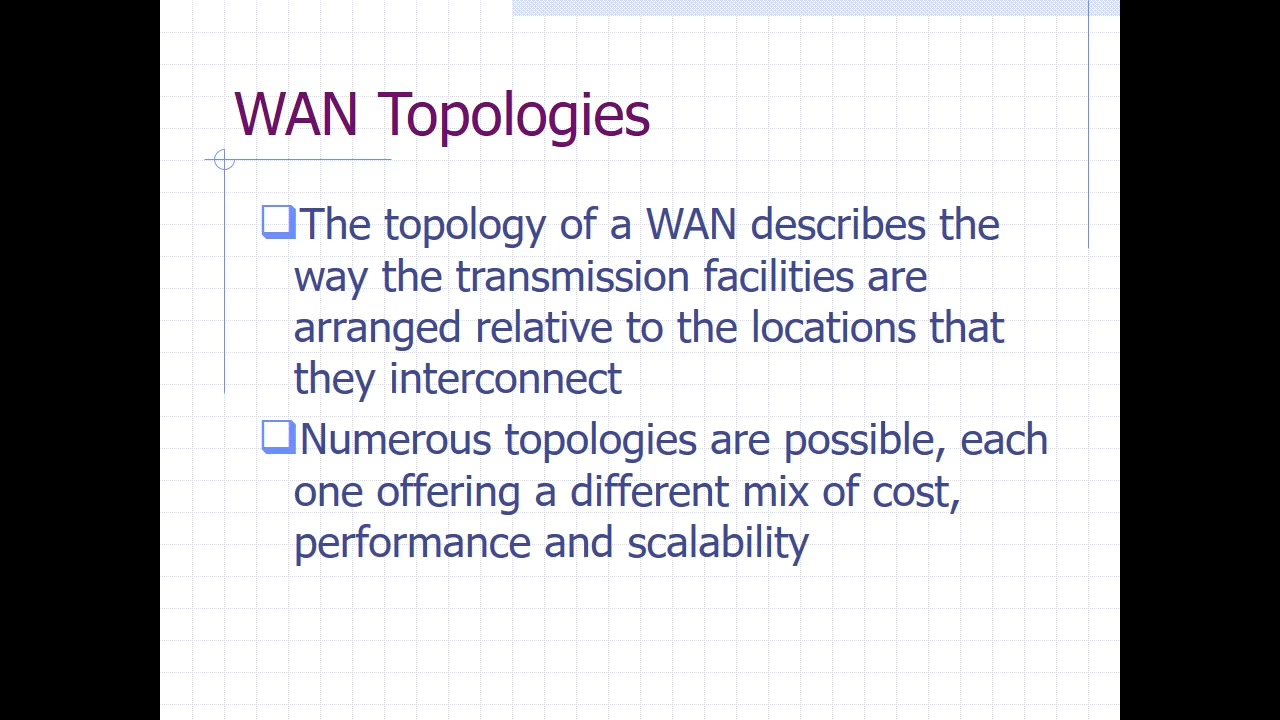 WAN Topologies
The topology of a WAN describes the
way the transmission facilities are
arranged relative to the locations that
they interconnect
Numerous topologies are possible, each
one offering a different mix of cost,
performance and scalability